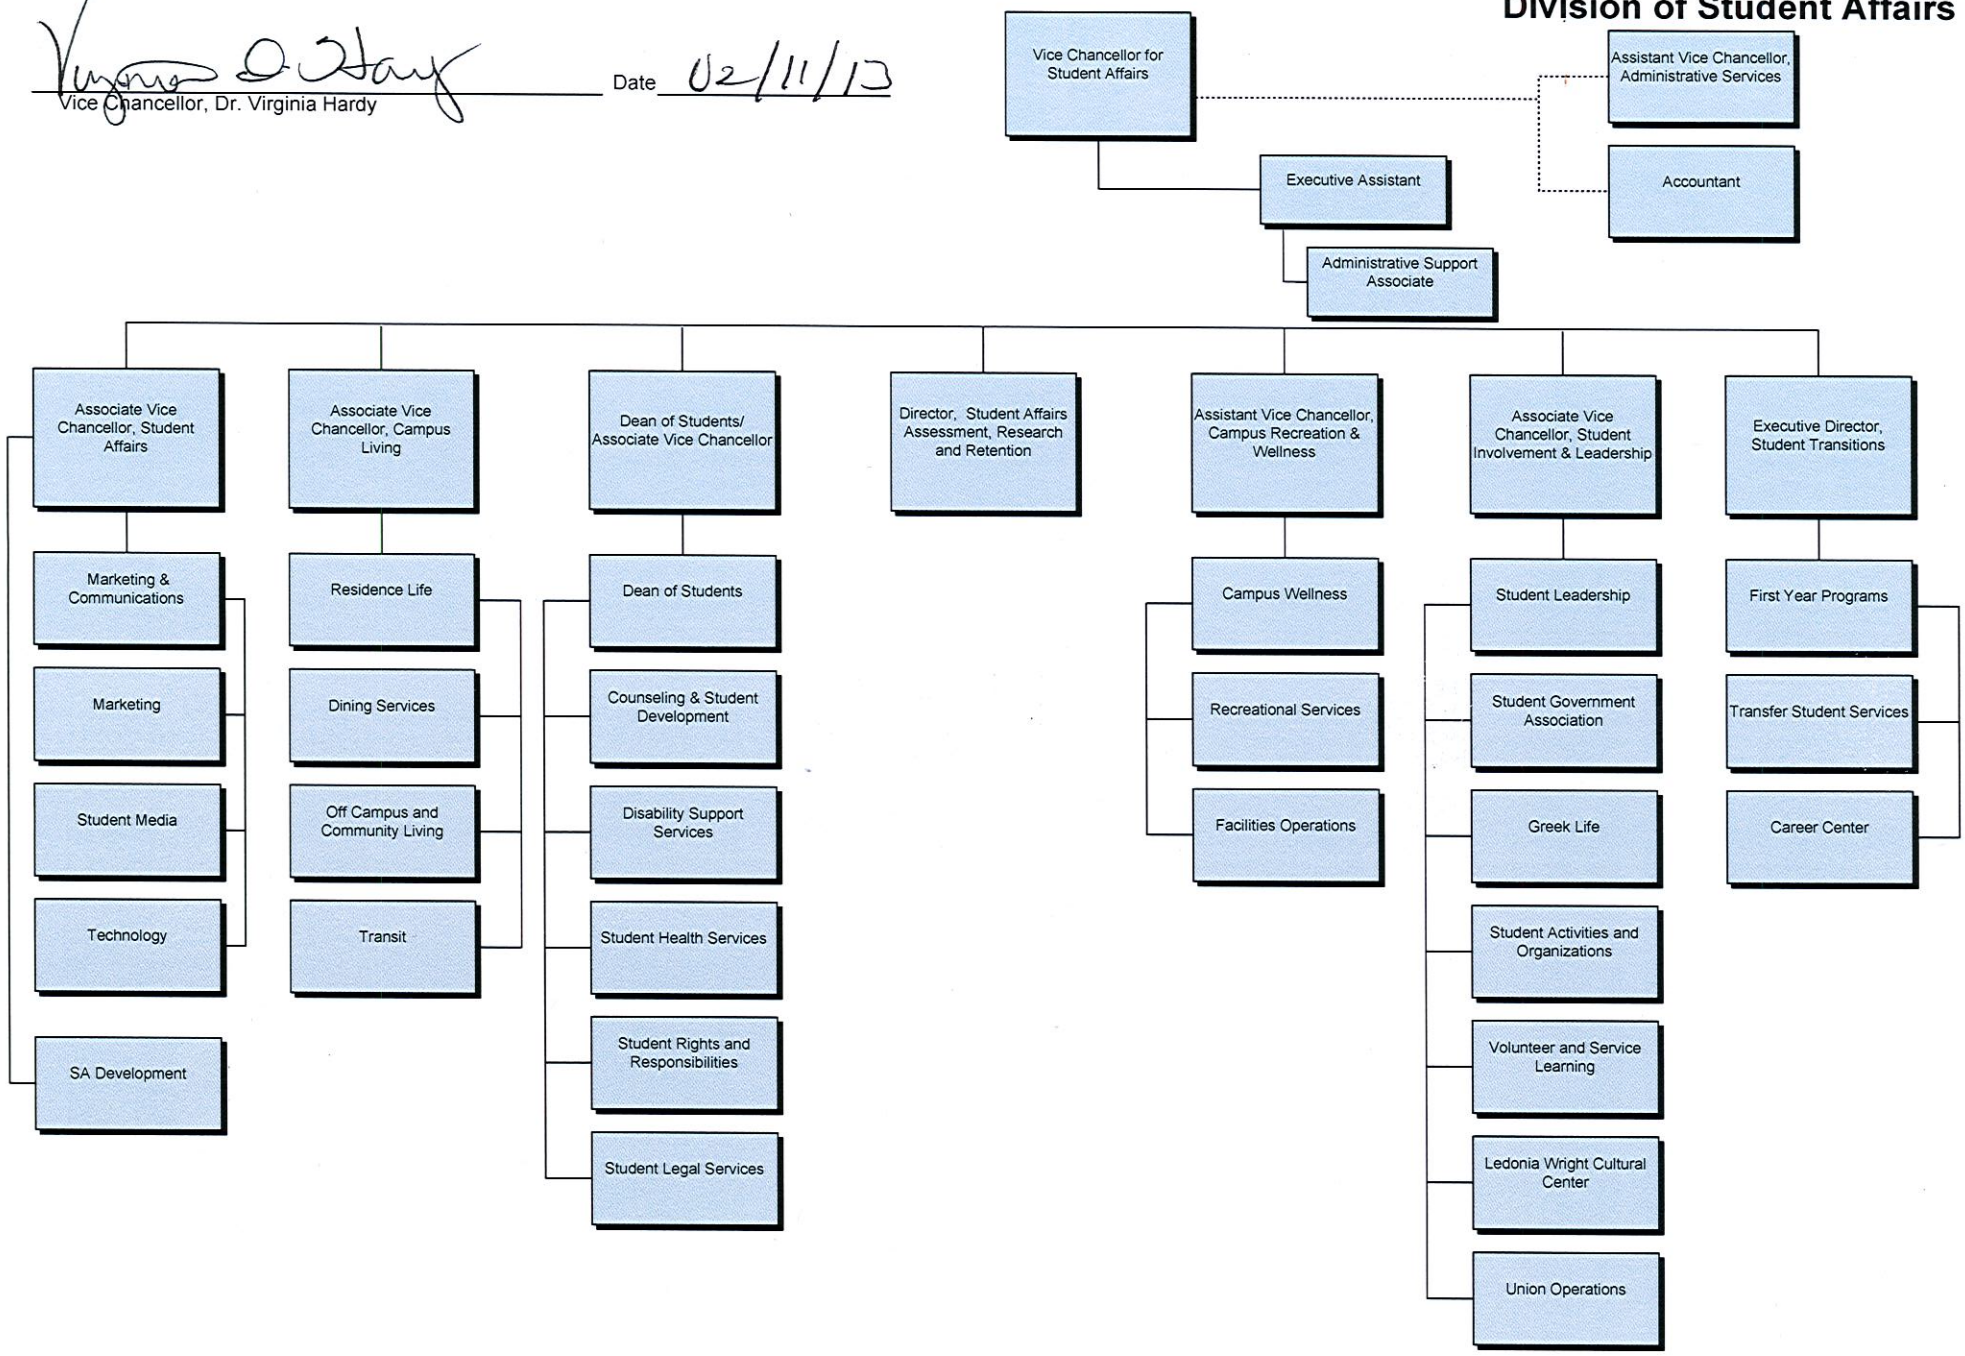 Division of Student Affairs
Vice Chancellor, Dr. Virginia Hardy
Date 02/11/13
Vice Chancellor for
Student Affairs
Assistant Vice Chancellor,
Administrative Services
Accountant
Executive Assistant
Administrative Support
Associate
Associate Vice
Chancellor, Student
Affairs
Marketing &
Communications
Marketing
Student Media
Technology
SA Development
Associate Vice
Chancellor, Campus
Living
Residence Life
Dining Services
Off Campus and
Community Living
Transit
Dean of Students/
Associate Vice Chancellor
Dean of Students
Counseling & Student
Development
Disability Support
Services
Student Health Services
Student Rights and
Responsibilities
Student Legal Services
Director, Student Affairs
Assessment, Research
and Retention
Assistant Vice Chancellor,
Campus Recreation &
Wellness
Campus Wellness
Recreational Services
Facilities Operations
Associate Vice
Chancellor, Student
Involvement & Leadership
Student Leadership
Student Government
Association
Greek Life
Student Activities and
Organizations
Volunteer and Service
Learning
Ledonia Wright Cultural
Center
Union Operations
Executive Director,
Student Transitions
First Year Programs
Transfer Student Services
Career Center